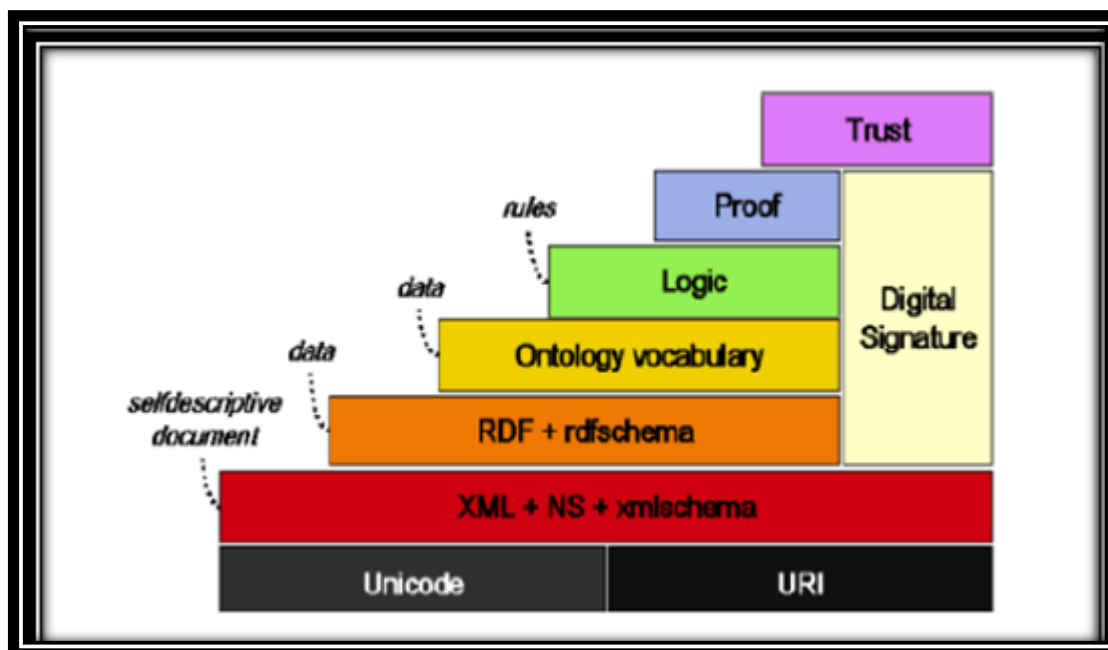 Trust
Proof
rules
Logic
data
Digital
Signature
Ontology vocabulary
data
RDF + rdfschema
selfdescriptive
document
XML + NS + xmlschema
Unicode
URI